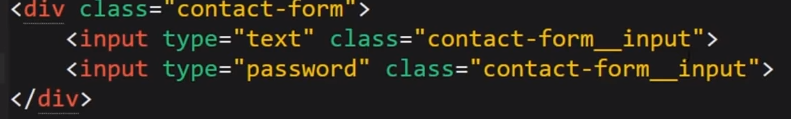 <div class="contact-form">
<input type="text" class="contact-form__input">
<input type="password" class="contact-form__input">
</div>